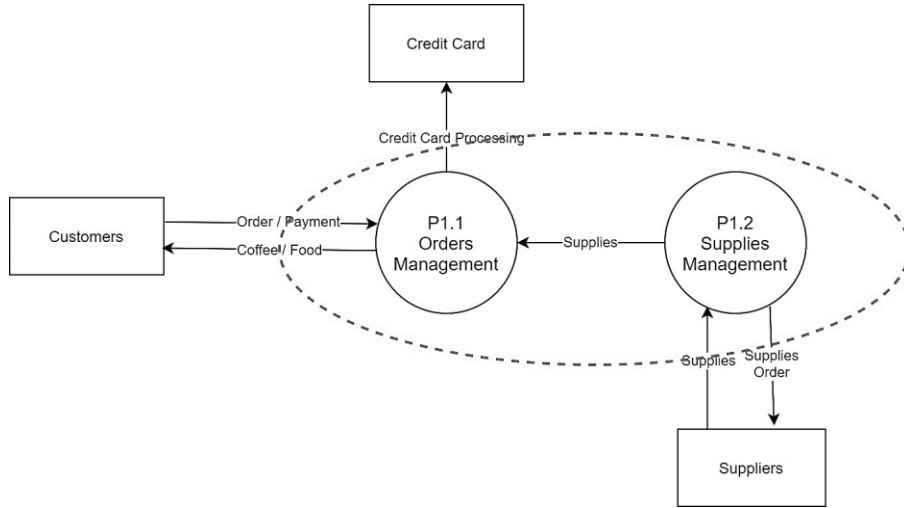 Credit Card
Credit Card Processing
Customers
Order / Payment
Coffee / Food
P1.1
Orders
Management
Supplies
P1.2
Supplies
Management
Supplies
Supplies
Order
Suppliers